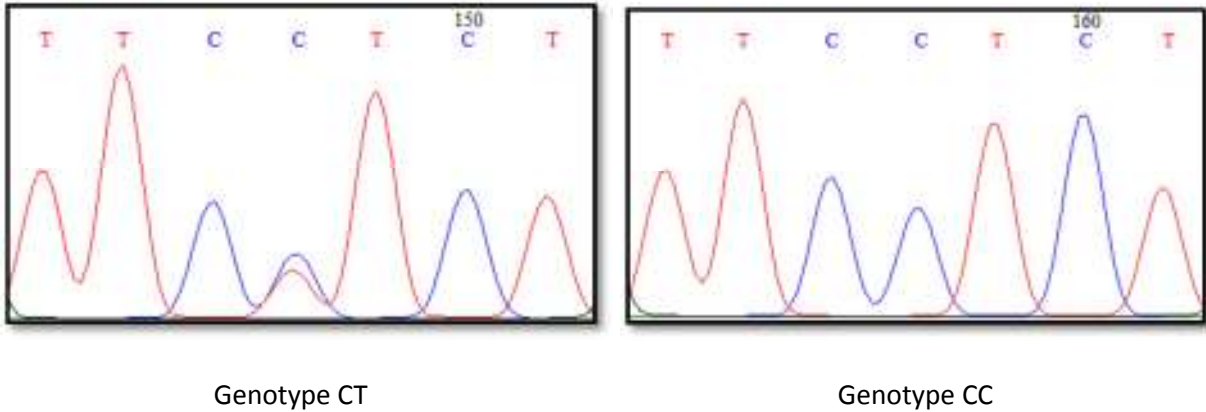 150
T T C C T C T
160
T T C C T C T
Genotype CT
Genotype CC